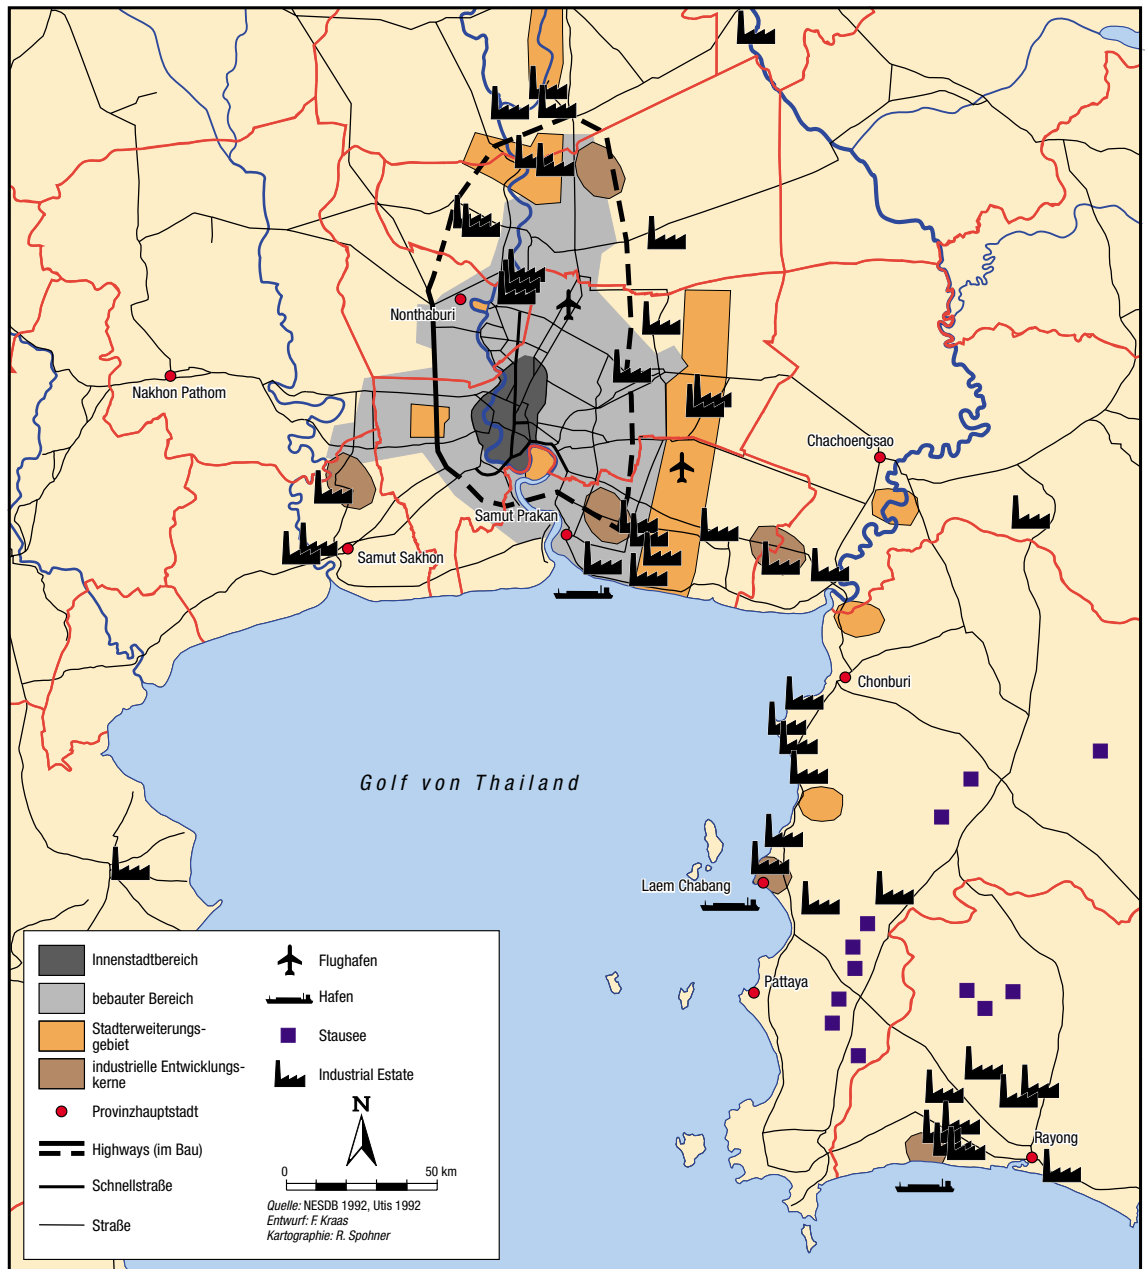 Nonthaburi
Nakhon Pathom
Chachoengsao
Samut Prakan
Samut Sakhon
Chonburi
Golf von Thailand
Laem Chabang
Pattaya
Rayong
Innenstadtbereich
bebauter Bereich
Stadterweiterungs-
gebiet
industrielle Entwicklungs-
kerne
Provinzhauptstadt
Highways (im Bau)
Schnellstraße
Straße
Flughafen
Hafen
Stausee
Industrial Estate
N
0 50 km
Quelle: NESDB 1992, Utis 1992
Entwurf: F. Kraas
Kartographie: R. Spohner